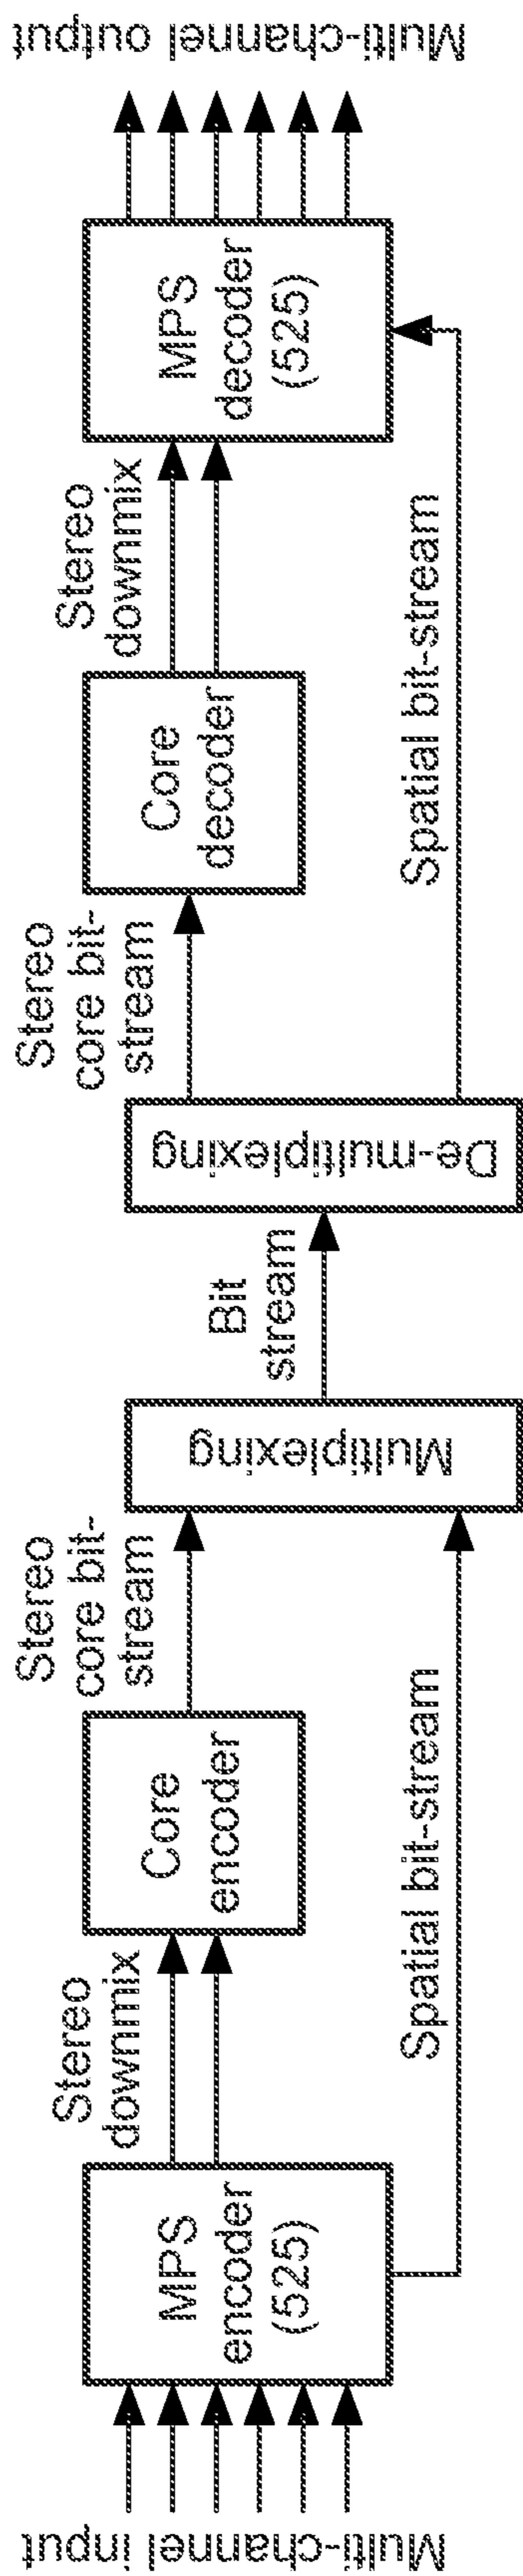 Multi-channel input
MPS
encoder
(525)
Stereo
downmix
Core
encoder
Stereo
core bit-
stream
Spatial bit-stream
Multiplexing
Bit
stream
De-multiplexing
Stereo
core bit-
stream
Core
decoder
Stereo
downmix
Spatial bit-stream
MPS
decoder
(525)
Multi-channel output